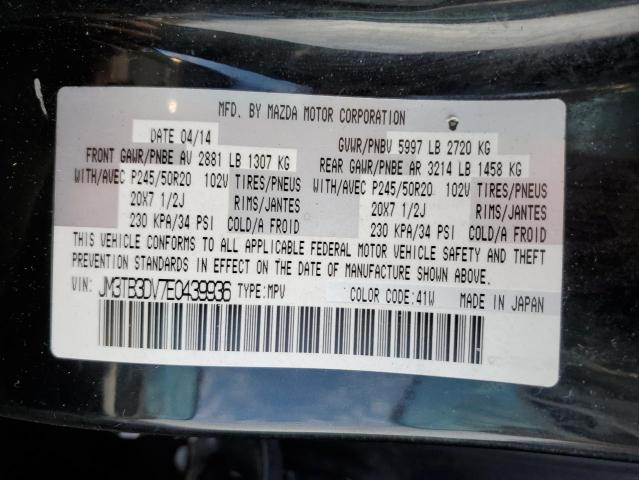 MFD. BY MAZDA MOTOR CORPORATION
DATE 04/14 GVWR/PNBV 5997 LB 2720 KG
FRONT GAWR/PNBE AV 2881 LB 1307 KG REAR GAWR/PNBE AR 3214 LB 1458 KG
WITH/AVEC P245/50R20 102V TIRES/PNEUS WITH/AVEC P245/50R20 102V TIRES/PNEUS
20X7 1/2J RIMS/JANTES 20X7 1/2J RIMS/JANTES
230 KPA/34 PSI COLD/A FROID 230 KPA/34 PSI COLD/A FROID
THIS VEHICLE CONFORMS TO ALL APPLICABLE FEDERAL MOTOR VEHICLE SAFETY AND THEFT
PREVENTION STANDARDS IN EFFECT ON THE DATE OF MANUFACTURE SHOWN ABOVE.
VIN: JM3TB3DV7E0439936 TYPE:MPV COLOR CODE:41W MADE IN JAPAN